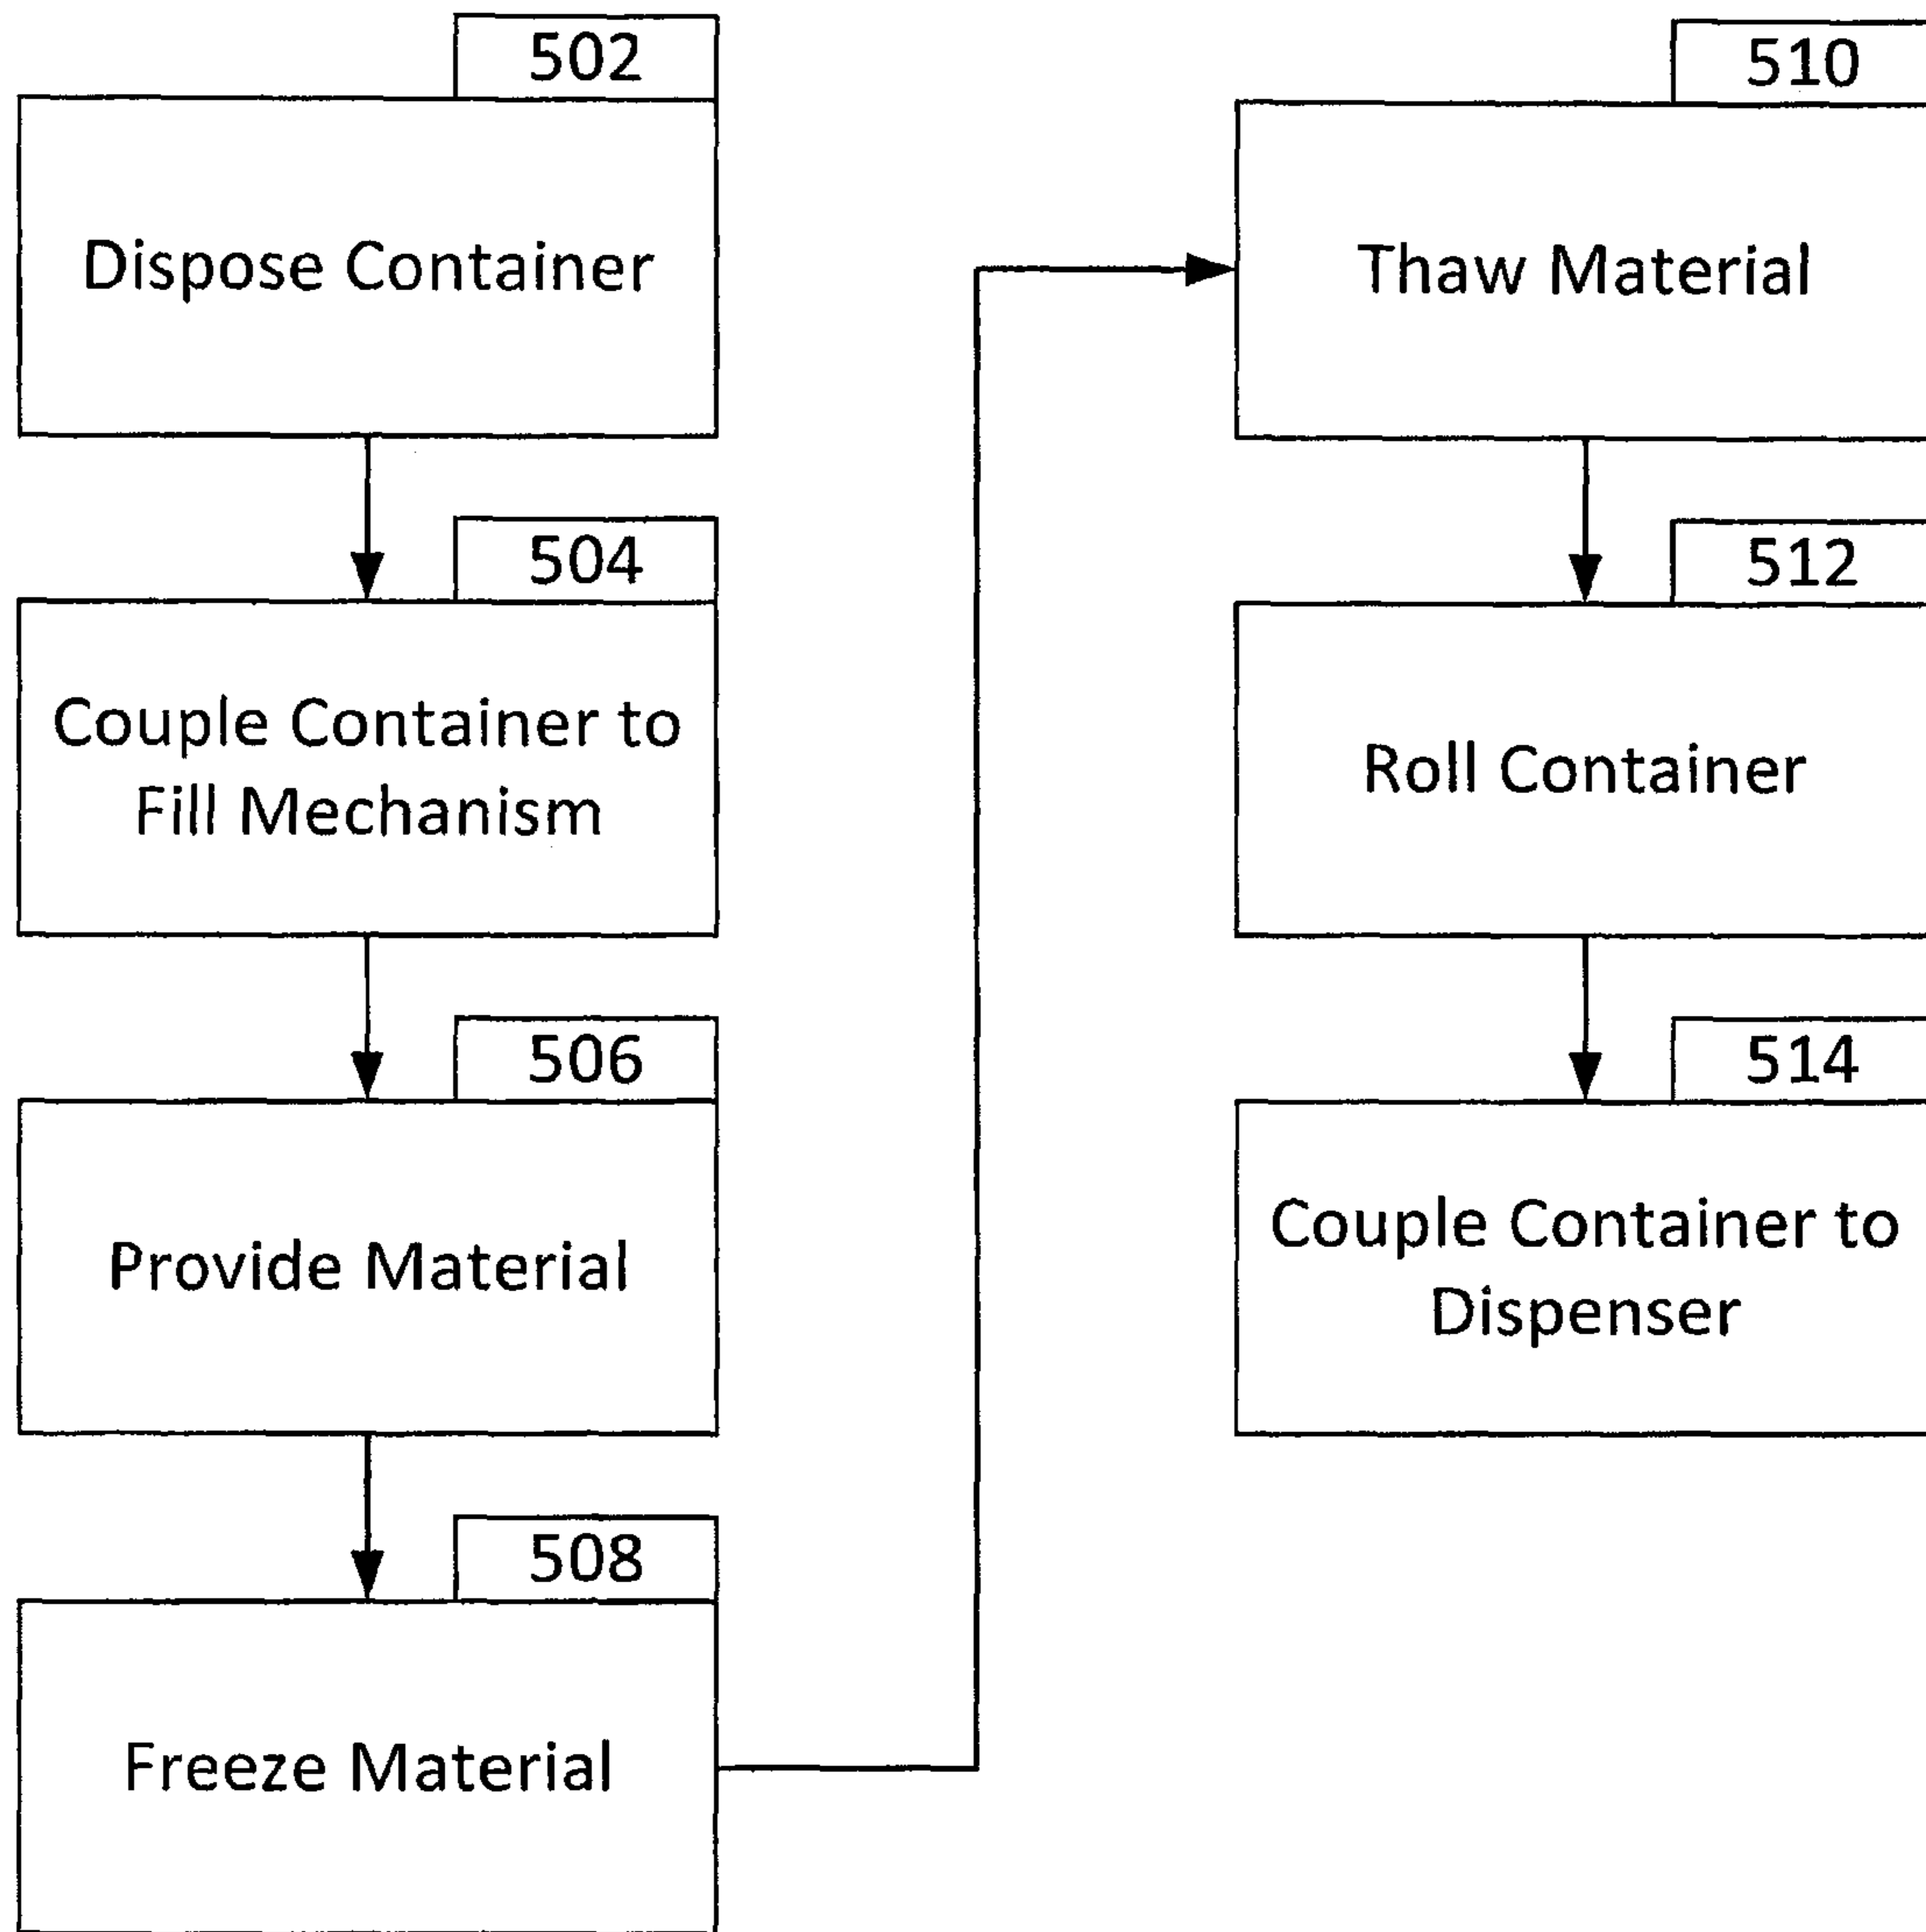 502
Dispose Container
504
Couple Container to
Fill Mechanism
506
Provide Material
508
Freeze Material
510
Thaw Material
512
Roll Container
514
Couple Container to
Dispenser